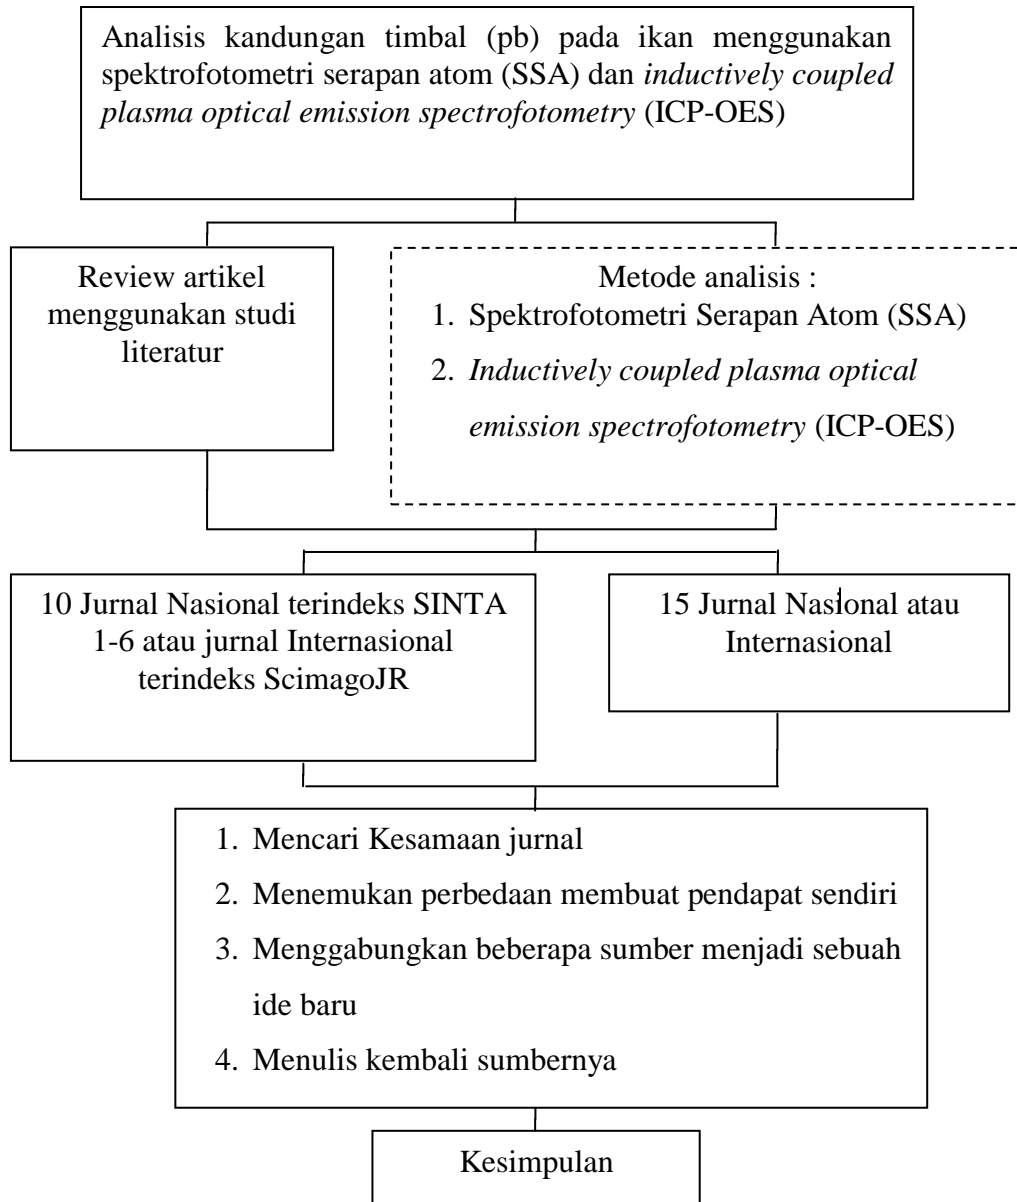 Analisis kandungan timbal (pb) pada ikan menggunakan
spektrofotometri serapan atom (SSA) dan inductively coupled
plasma optical emission spectrofotometry (ICP-OES)
Review artikel
menggunakan studi
literatur
Metode analisis :
1. Spektrofotometri Serapan Atom (SSA)
2. Inductively coupled plasma optical
emission spectrofotometry (ICP-OES)
10 Jurnal Nasional terindeks SINTA
1-6 atau jurnal Internasional
terindeks ScimagoJR
15 Jurnal Nasional atau
Internasional
1. Mencari Kesamaan jurnal
2. Menemukan perbedaan membuat pendapat sendiri
3. Menggabungkan beberapa sumber menjadi sebuah
ide baru
4. Menulis kembali sumbernya
Kesimpulan